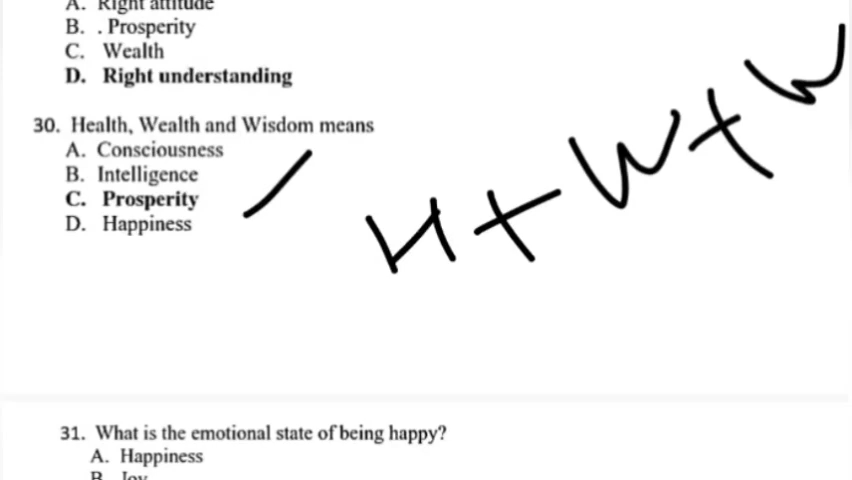 A. Right attitude
B. . Prosperity
C. Wealth
D. Right understanding
30. Health, Wealth and Wisdom means
A. Consciousness
B. Intelligence
C. Prosperity
D. Happiness
H + W + W
31. What is the emotional state of being happy?
A. Happiness
B. Joy